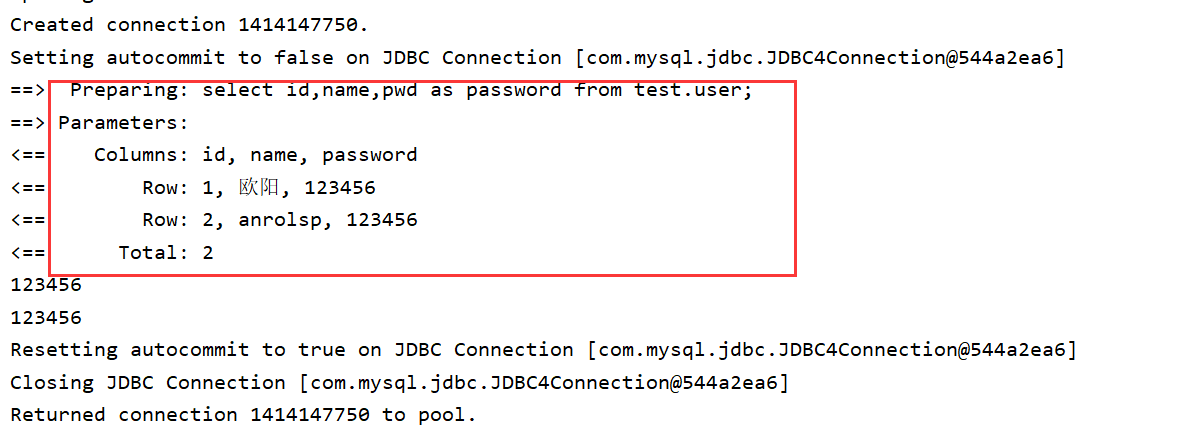 Created connection 1414147750.
Setting autocommit to false on JDBC Connection [com.mysql.jdbc.JDBC4Connection@544a2ea6]
==>  Preparing: select id,name,pwd as password from test.user;
==> Parameters:
<==    Columns: id, name, password
<==        Row: 1, 欧阳, 123456
<==        Row: 2, anrolsp, 123456
<==      Total: 2
123456
123456
Resetting autocommit to true on JDBC Connection [com.mysql.jdbc.JDBC4Connection@544a2ea6]
Closing JDBC Connection [com.mysql.jdbc.JDBC4Connection@544a2ea6]
Returned connection 1414147750 to pool.